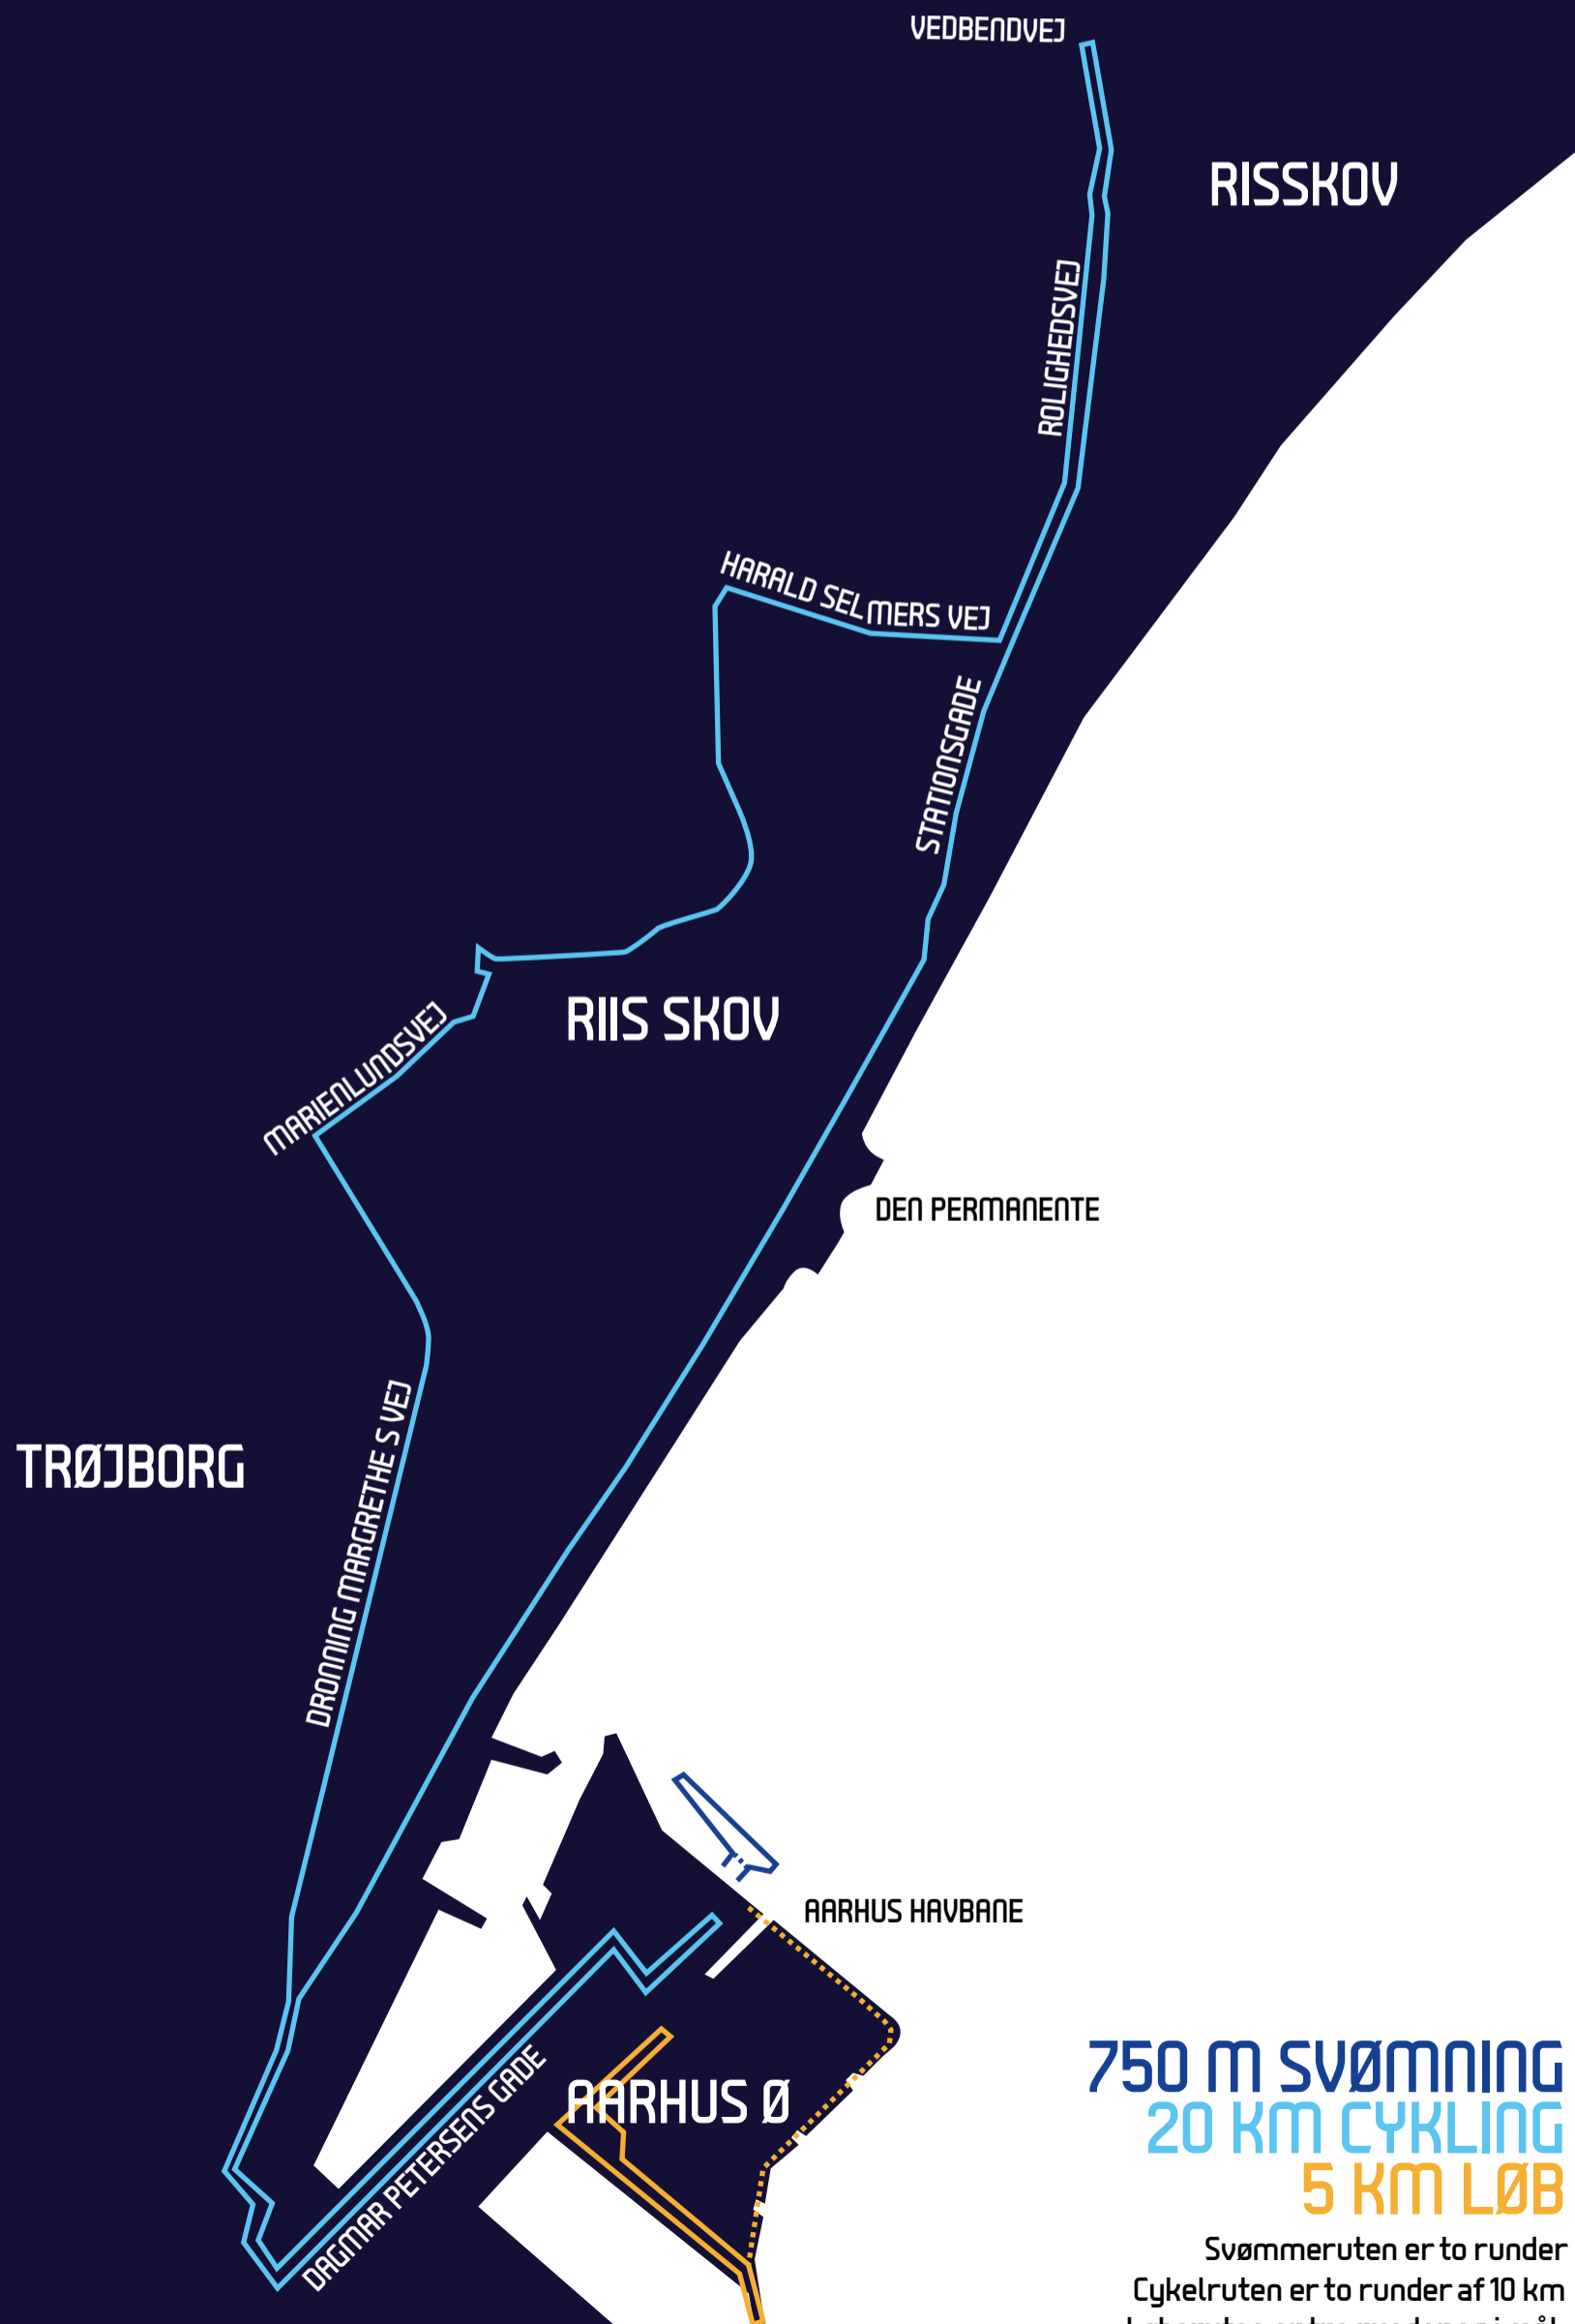 VEDBENDVEJ
RISSKOV
ROLIGHEDSVEJ
HARALD SELMERS VEJ
STATIONSGADE
RIIS SKOV
MARIENLUNDSVEJ
DEN PERMANENTE
DRONNING MARGRETHE S VEJ
TRØJBORG
AARHUS HAVBANE
DAGMAR PETERSENS GADE
AARHUS Ø
750 M SVØMNING
20 KM CYKLING
5 KM LØB
Svømmeruten er to runder
Cykelruten er to runder af 10 km